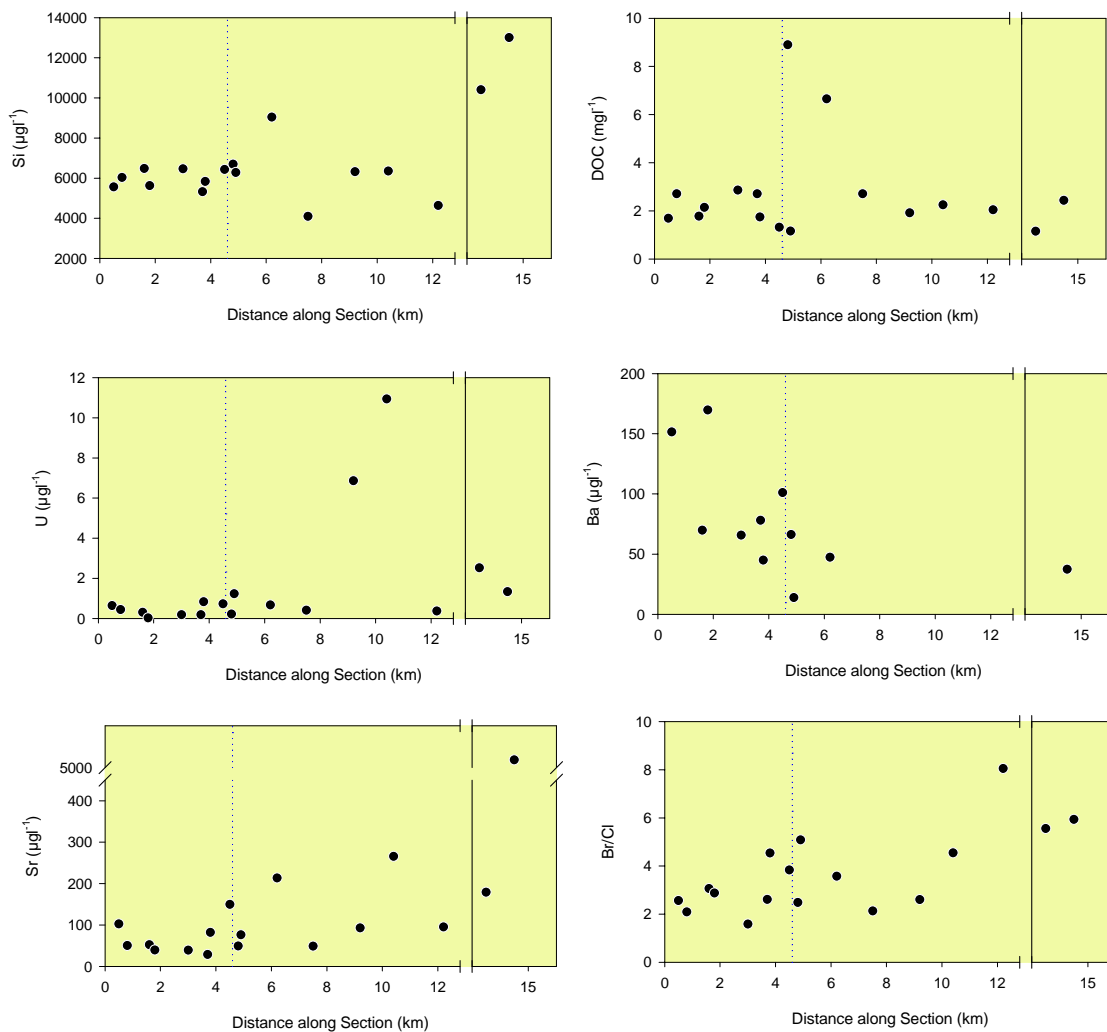 14000
12000
10000
8000
6000
4000
2000
Si (µgl-1)
0 2 4 6 8 10 12 15
Distance along Section (km)
10
8
6
4
2
0
DOC (mgl-1)
0 2 4 6 8 10 12 15
Distance along Section (km)
12
10
8
6
4
2
0
U (µgl-1)
0 2 4 6 8 10 12 15
Distance along Section (km)
200
150
100
50
0
Ba (µgl-1)
0 2 4 6 8 10 12 15
Distance along Section (km)
5000
400
300
200
100
0
Sr (µgl-1)
0 2 4 6 8 10 12 15
Distance along Section (km)
10
8
6
4
2
0
Br/Cl
0 2 4 6 8 10 12 15
Distance along Section (km)